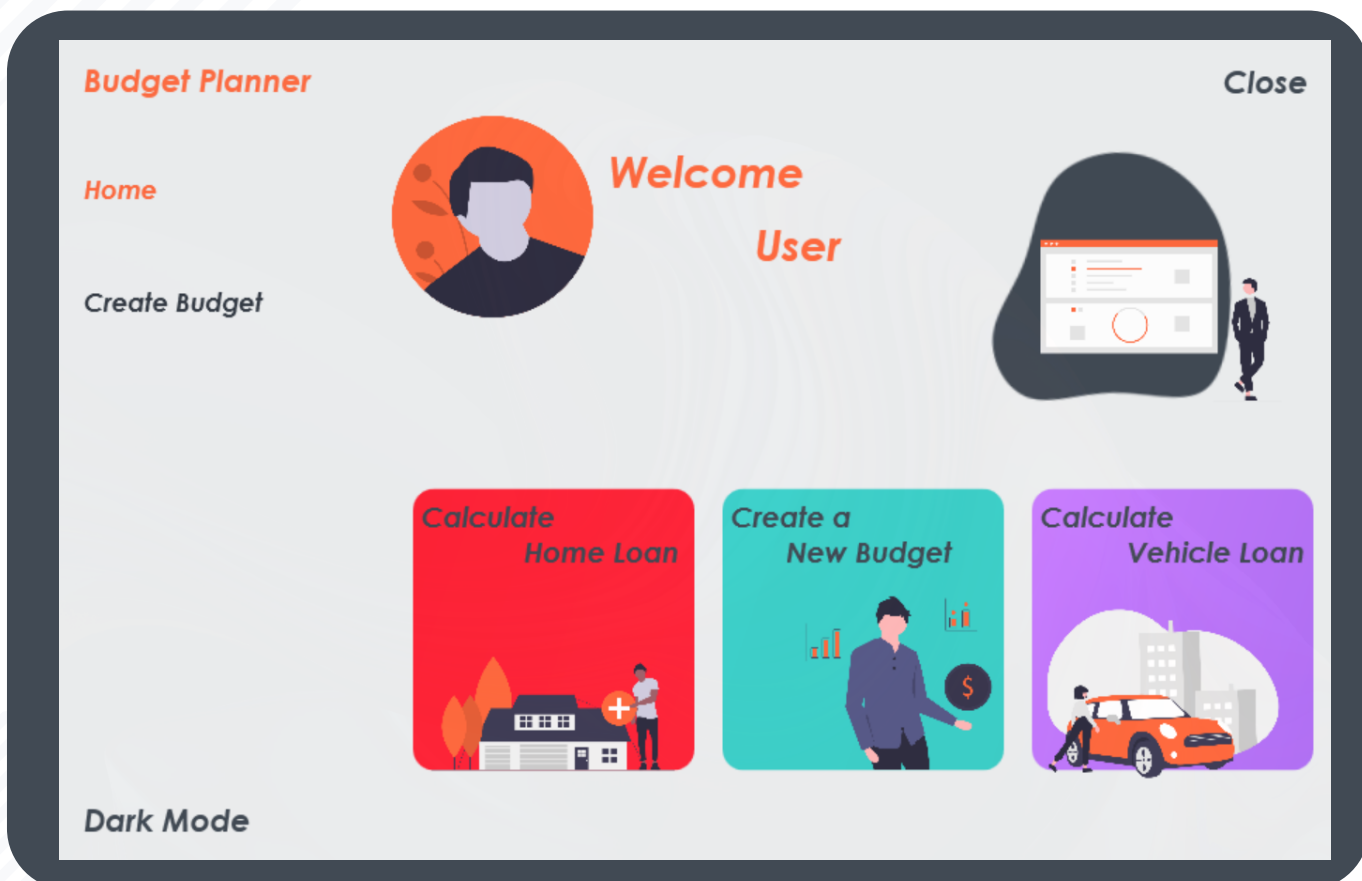 Budget Planner
Close
Home
Create Budget
Welcome
User
Calculate
Home Loan
Create a
New Budget
$
Calculate
Vehicle Loan
Dark Mode